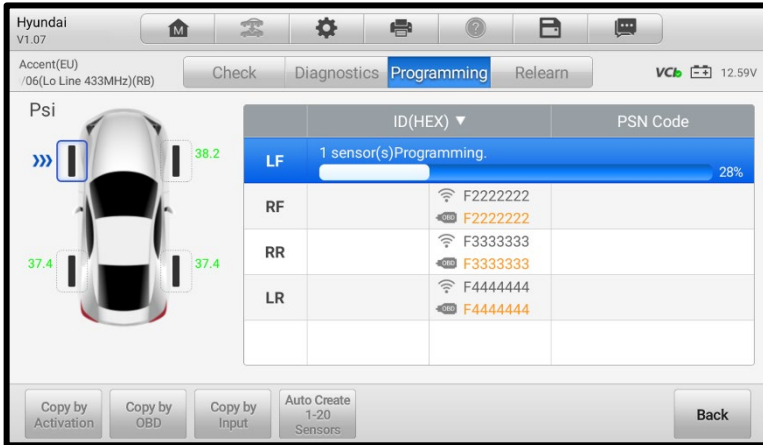 Hyundai
V1.07
M
?
Accent(EU)
/06(Lo Line 433MHz)(RB)
Check
Diagnostics
Programming
Relearn
VCI
12.59V
Psi
ID(HEX) ▼
PSN Code
38.2
LF
1 sensor(s)Programming.
28%
RF
F2222222
OBD F2222222
37.4
37.4
RR
F3333333
OBD F3333333
LR
F4444444
OBD F4444444
Copy by
Activation
Copy by
OBD
Copy by
Input
Auto Create
1-20
Sensors
Back